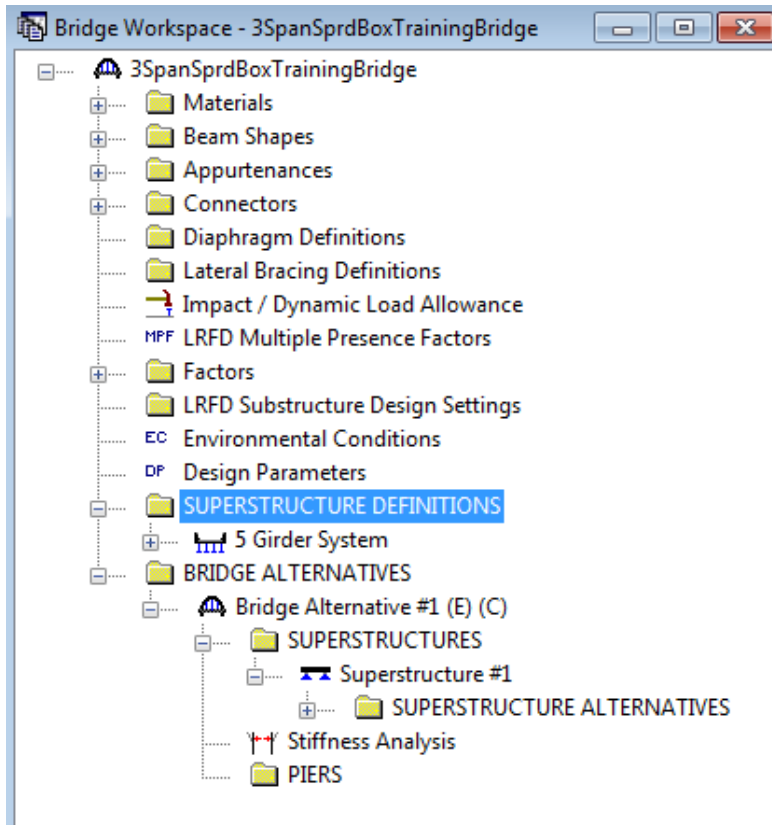 Bridge Workspace - 3SpanSprdBoxTrainingBridge
3SpanSprdBoxTrainingBridge
Materials
Beam Shapes
Appurtenances
Connectors
Diaphragm Definitions
Lateral Bracing Definitions
Impact / Dynamic Load Allowance
MPF LRFD Multiple Presence Factors
Factors
LRFD Substructure Design Settings
EC Environmental Conditions
DP Design Parameters
SUPERSTRUCTURE DEFINITIONS
5 Girder System
BRIDGE ALTERNATIVES
Bridge Alternative #1 (E) (C)
SUPERSTRUCTURES
Superstructure #1
SUPERSTRUCTURE ALTERNATIVES
Stiffness Analysis
PIERS